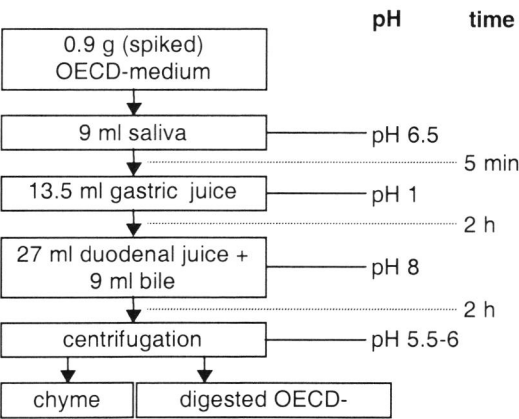 pH time
0.9 g (spiked)
OECD-medium
9 ml saliva pH 6.5
5 min
13.5 ml gastric juice pH 1
2 h
27 ml duodenal juice +
9 ml bile pH 8
2 h
centrifugation pH 5.5-6
chyme digested OECD-